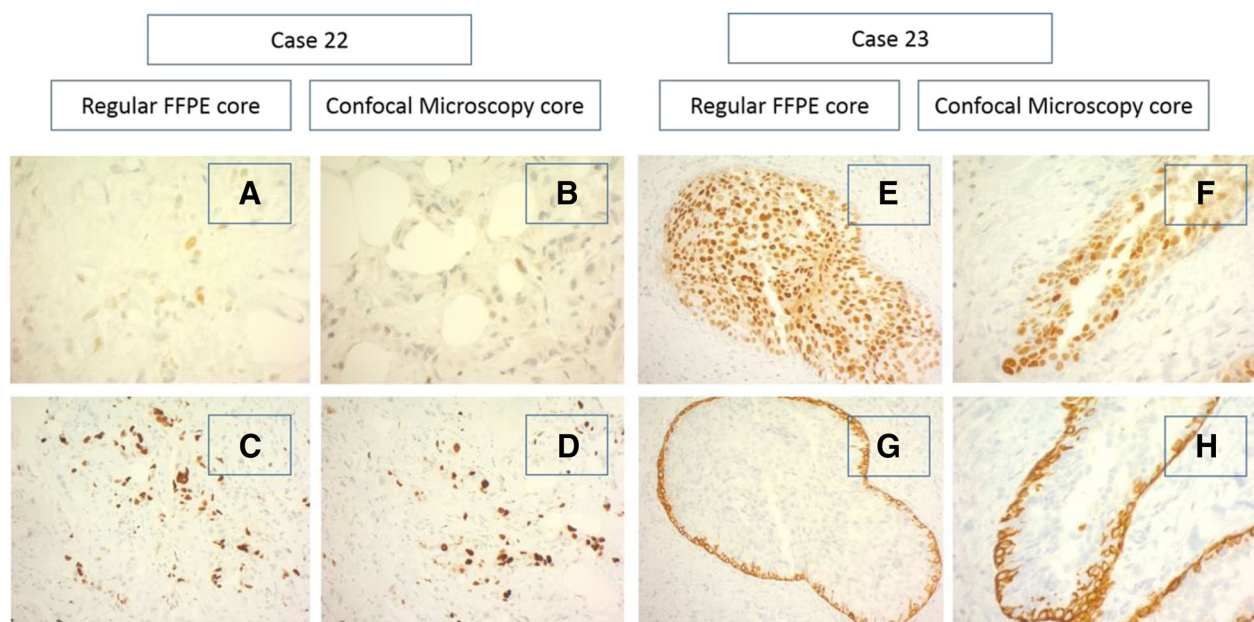 Case 22
Case 23
Regular FFPE core
Confocal Microscopy core
Regular FFPE core
Confocal Microscopy core
A
B
E
F
C
D
G
H